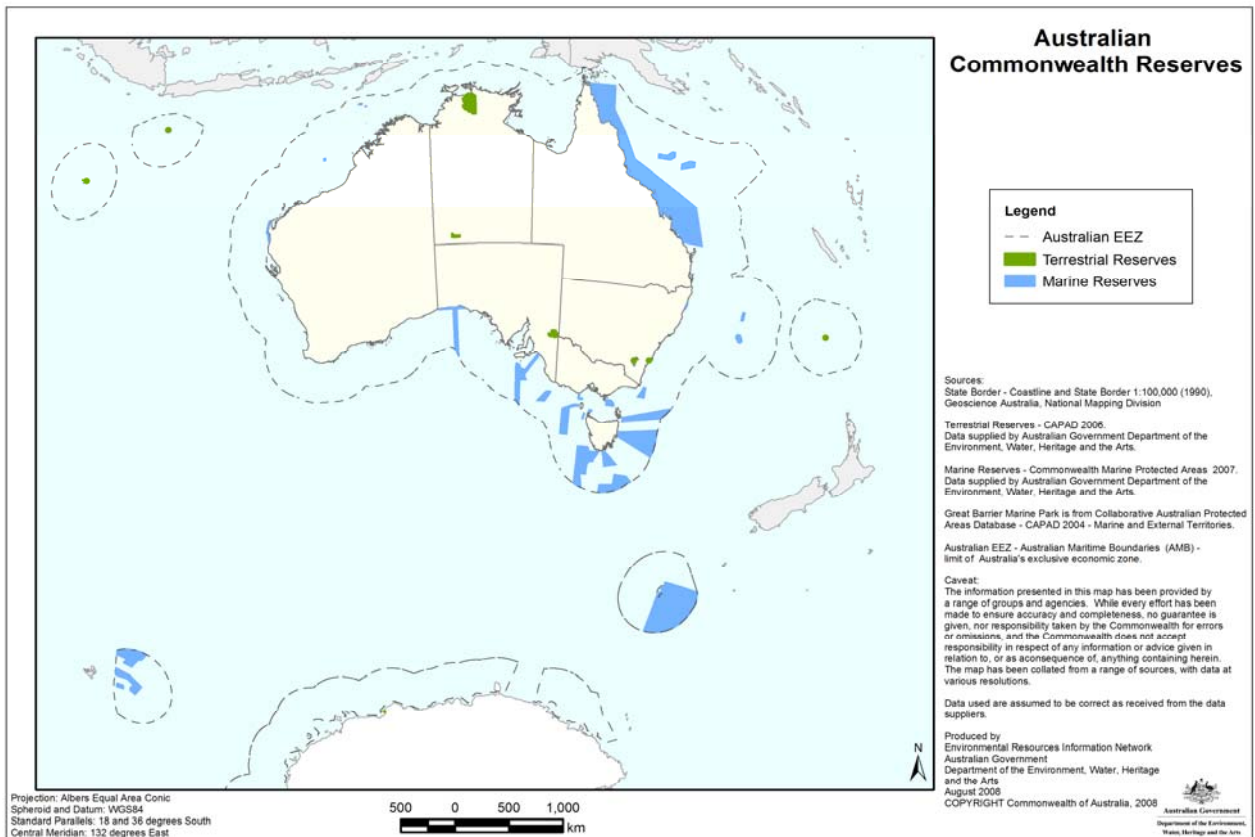 Australian
Commonwealth Reserves
Legend
Australian EEZ
Terrestrial Reserves
Marine Reserves
Sources:
State Border - Coastline and State Border 1:100,000 (1990),
Geoscience Australia, National Mapping Division
Terrestrial Reserves - CAPAD 2006.
Data supplied by Australian Government Department of the
Environment, Water, Heritage and the Arts.
Marine Reserves - Commonwealth Marine Protected Areas 2007.
Data supplied by Australian Government Department of the
Environment, Water, Heritage and the Arts.
Great Barrier Marine Park is from Collaborative Australian Protected
Areas Database - CAPAD 2004 - Marine and External Territories.
Australian EEZ - Australian Maritime Boundaries (AMB) -
limit of Australia's exclusive economic zone.
Caveat:
The information presented in this map has been provided by
a range of groups and agencies. While every effort has been
made to ensure accuracy and completeness, no guarantee is
given, nor responsibility taken by the Commonwealth for errors
or omissions, and the Commonwealth does not accept
responsibility in respect of any information or advice given in
relation to, or as aconsequence of, anything containing herein.
The map has been collated from a range of sources, with data at
various resolutions.
Data used are assumed to be correct as received from the data
suppliers.
Produced by
Environmental Resources Information Network
Australian Government
Department of the Environment, Water, Heritage
and the Arts
August 2008
COPYRIGHT Commonwealth of Australia, 2008
Australian Government
Department of the Environment,
Water, Heritage and the Arts
N
Projection: Albers Equal Area Conic
Spheroid and Datum: WGS84
Standard Parallels: 18 and 36 degrees South
Central Meridian: 132 degrees East
500 0 500 1,000
km